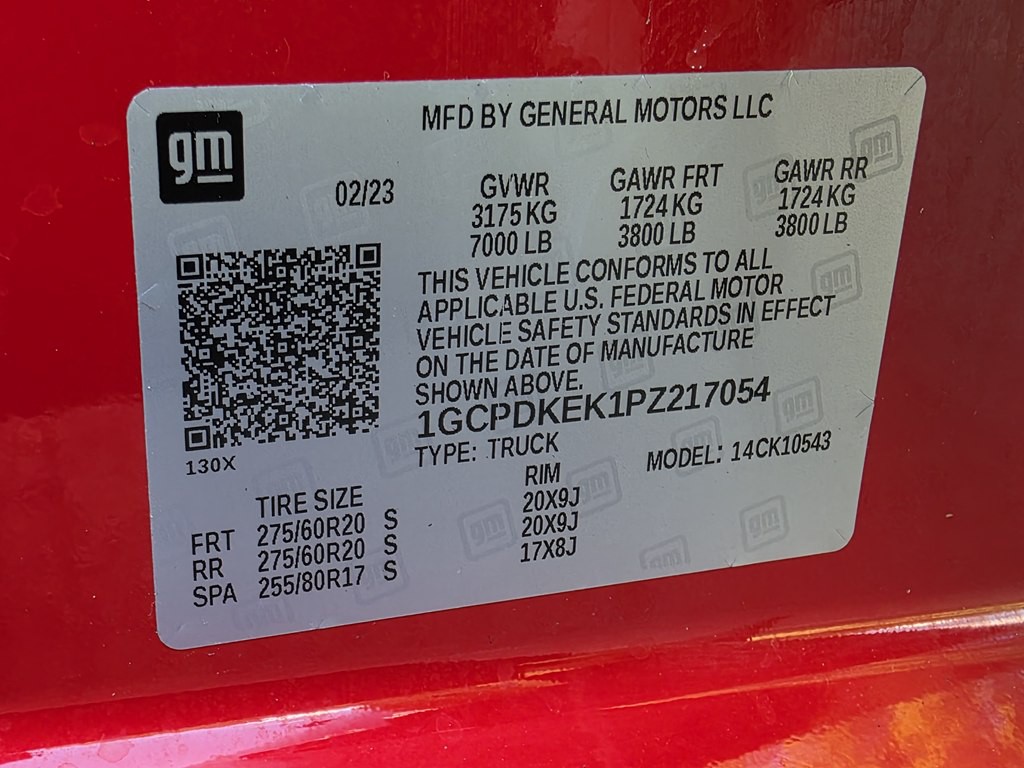 gm
MFD BY GENERAL MOTORS LLC
02/23
GVWR GAWR FRT GAWR RR
3175 KG 1724 KG 1724 KG
7000 LB 3800 LB 3800 LB
THIS VEHICLE CONFORMS TO ALL
APPLICABLE U.S. FEDERAL MOTOR
VEHICLE SAFETY STANDARDS IN EFFECT
ON THE DATE OF MANUFACTURE
SHOWN ABOVE.
1GCPDKEK1PZ217054
130X
TYPE: TRUCK MODEL: 14CK10543
TIRE SIZE RIM
FRT 275/60R20 S 20X9J
RR 275/60R20 S 20X9J
SPA 255/80R17 S 17X8J